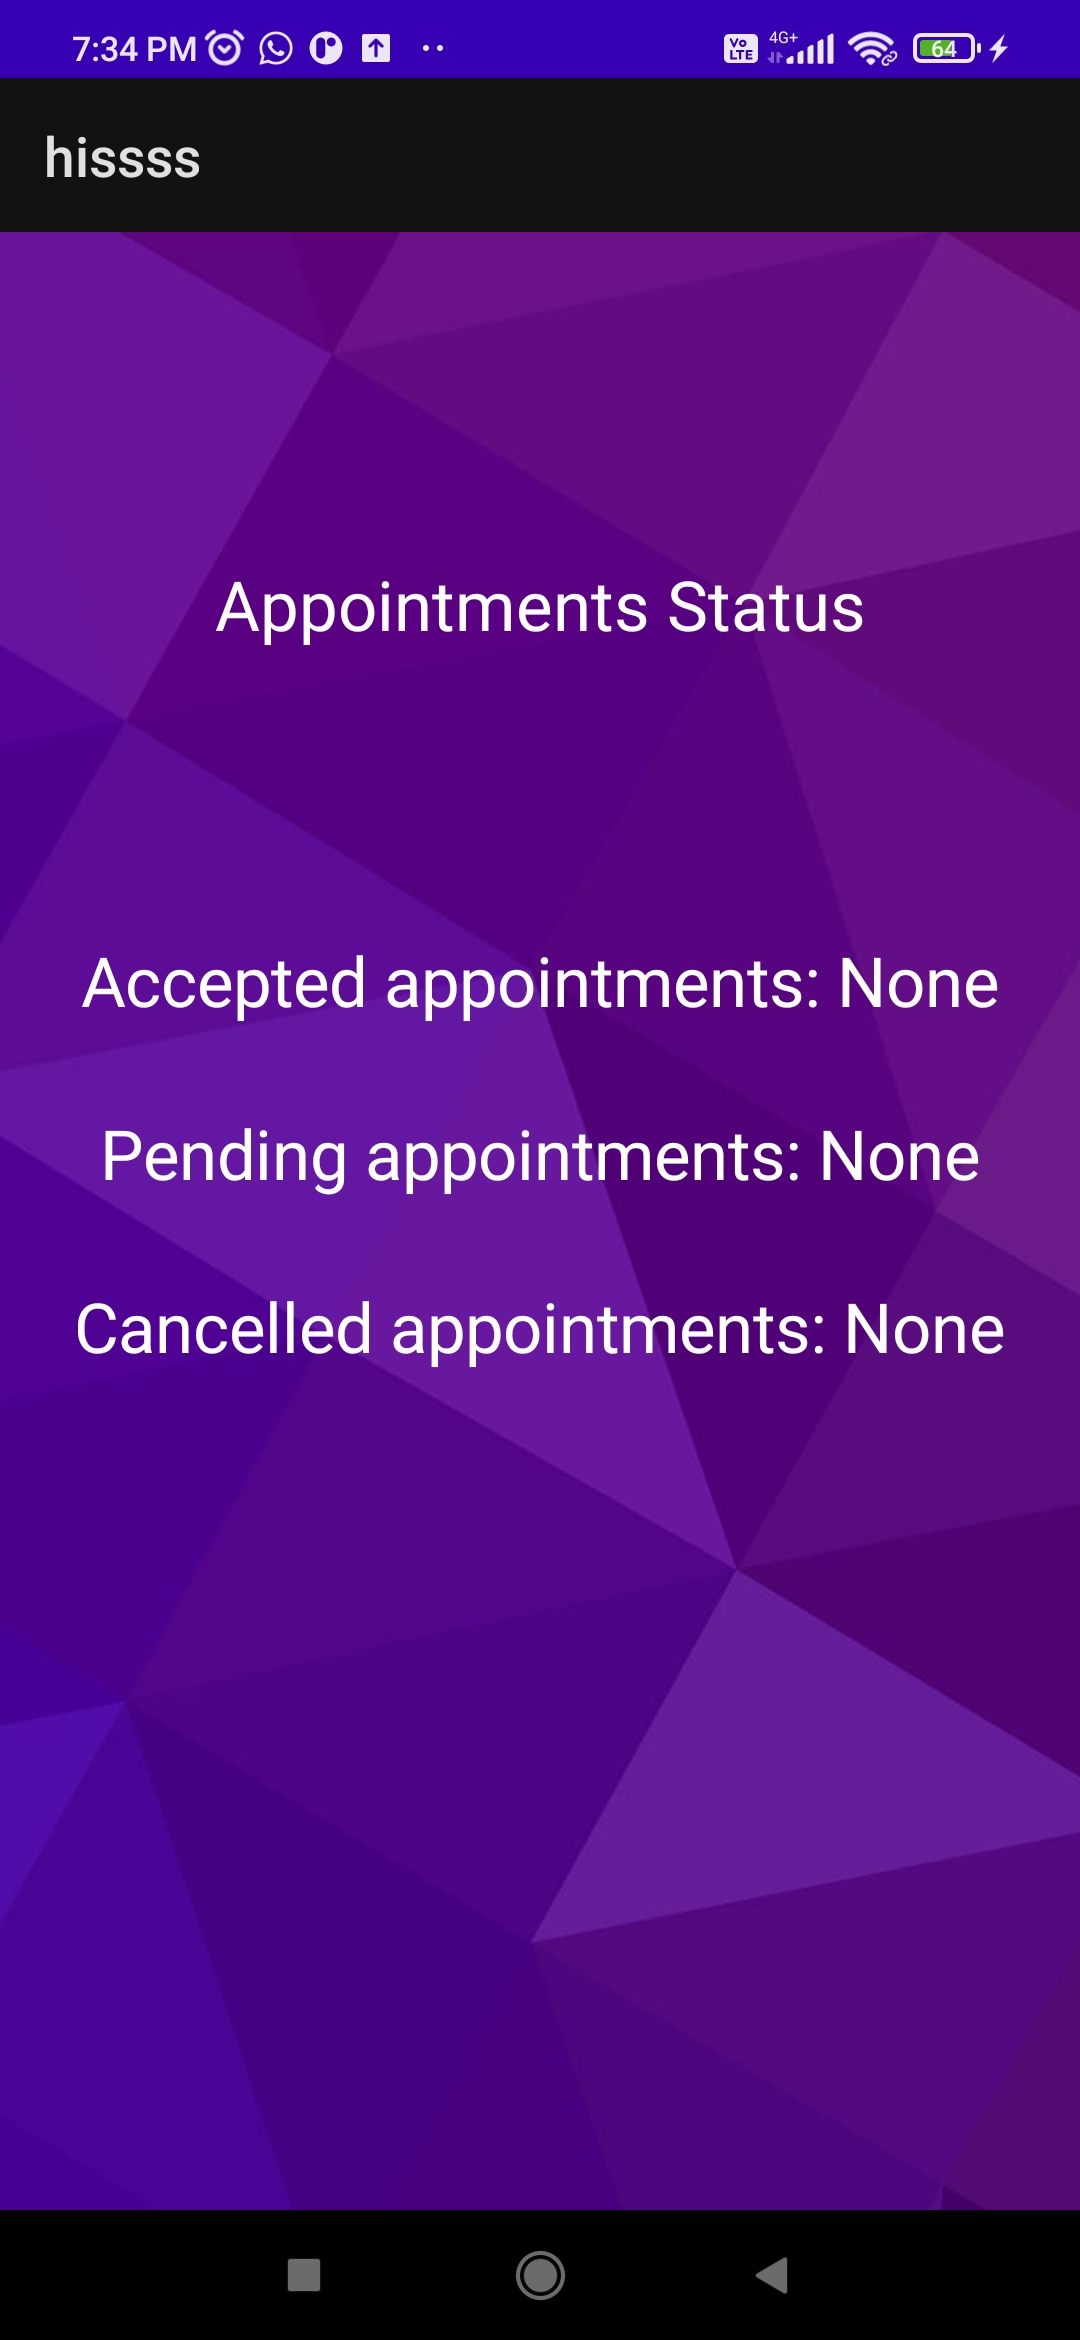 7:34 PM
Vo LTE 4G+ 64
hissss
Appointments Status
Accepted appointments: None
Pending appointments: None
Cancelled appointments: None